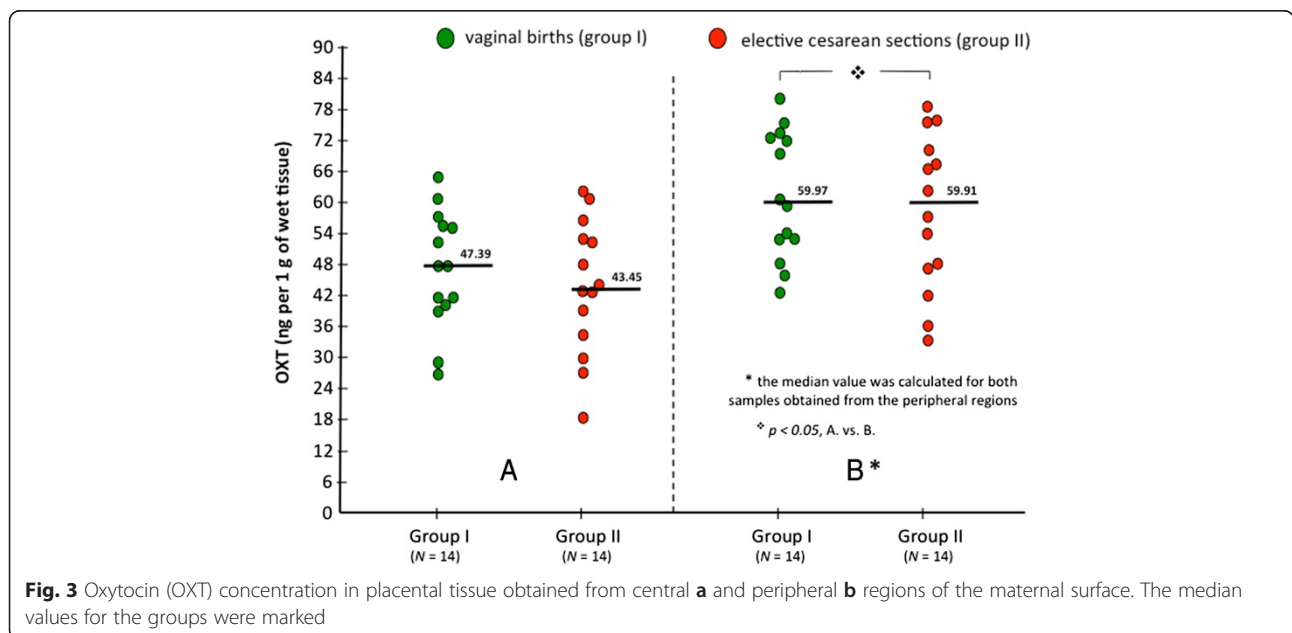 vaginal births (group I)
elective cesarean sections (group II)
OXT (ng per 1 g of wet tissue)
90
84
78
72
66
60
54
48
42
36
30
24
18
12
6
0
47.39
43.45
❖
59.97
59.91
* the median value was calculated for both
samples obtained from the peripheral regions
❖ p < 0.05, A. vs. B.
A
B*
Group I
(N = 14)
Group II
(N = 14)
Group I
(N = 14)
Group II
(N = 14)
Fig. 3 Oxytocin (OXT) concentration in placental tissue obtained from central a and peripheral b regions of the maternal surface. The median
values for the groups were marked